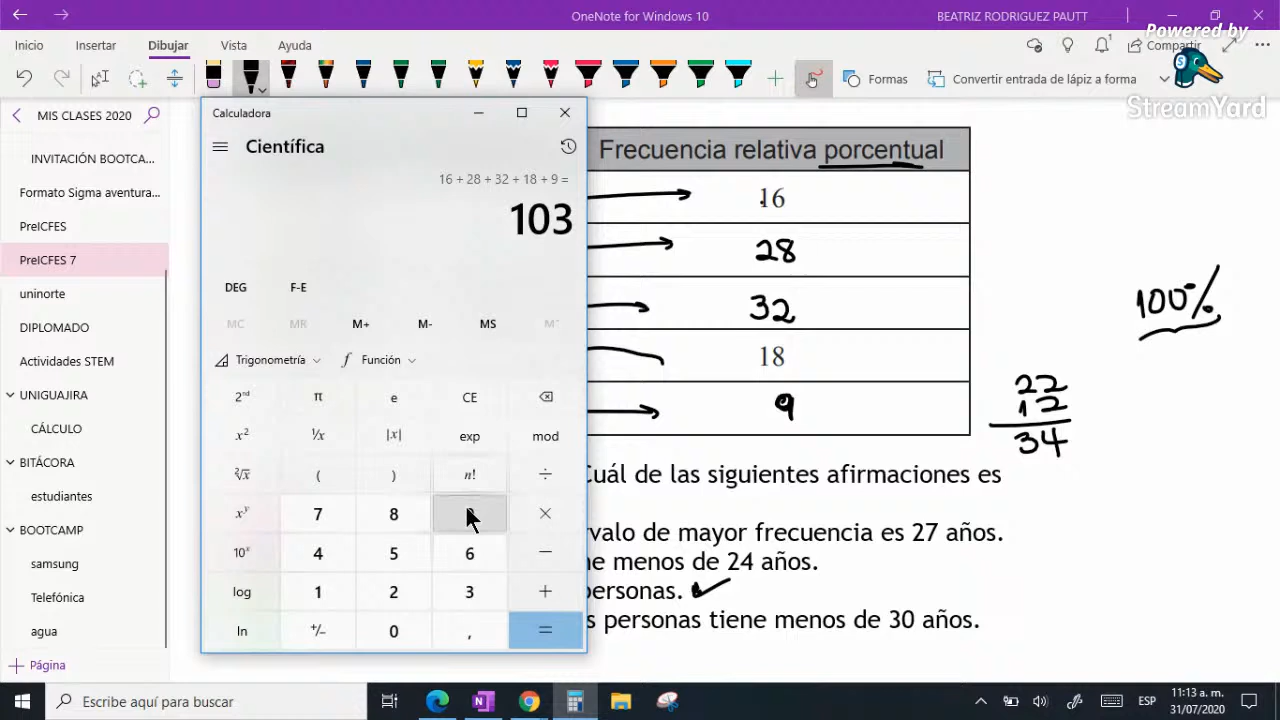 OneNote for Windows 10
BEATRIZ RODRIGUEZ PAUTT
Powered by
StreamYard
Inicio
Insertar
Dibujar
Vista
Ayuda
Compartir
Formas
Convertir entrada de lápiz a forma
MIS CLASES 2020
INVITACIÓN BOOTCA...
Formato Sigma aventura...
PreICFES
PreICFES 7
uninorte
DIPLOMADO
Actividades STEM
UNIGUAJIRA
CÁLCULO
BITÁCORA
estudiantes
BOOTCAMP
samsung
Telefónica
agua
Página
Calculadora
Científica
16 + 28 + 32 + 18 + 9 =
103
DEG F-E
MC MR M+ M- MS
Trigonometría Función
2nd π e CE
x² ¹/x |x| exp mod
²√x ( ) n! ÷
xʸ 7 8 ×
10ˣ 4 5 6 −
log 1 2 3 +
ln +/− 0 , =
Frecuencia relativa porcentual
16
28
32
18
9
100%
22
12
34
Cuál de las siguientes afirmaciones es
rvalo de mayor frecuencia es 27 años.
ne menos de 24 años.
personas.
s personas tiene menos de 30 años.
Escribe aquí para buscar
ESP
11:13 a. m.
31/07/2020